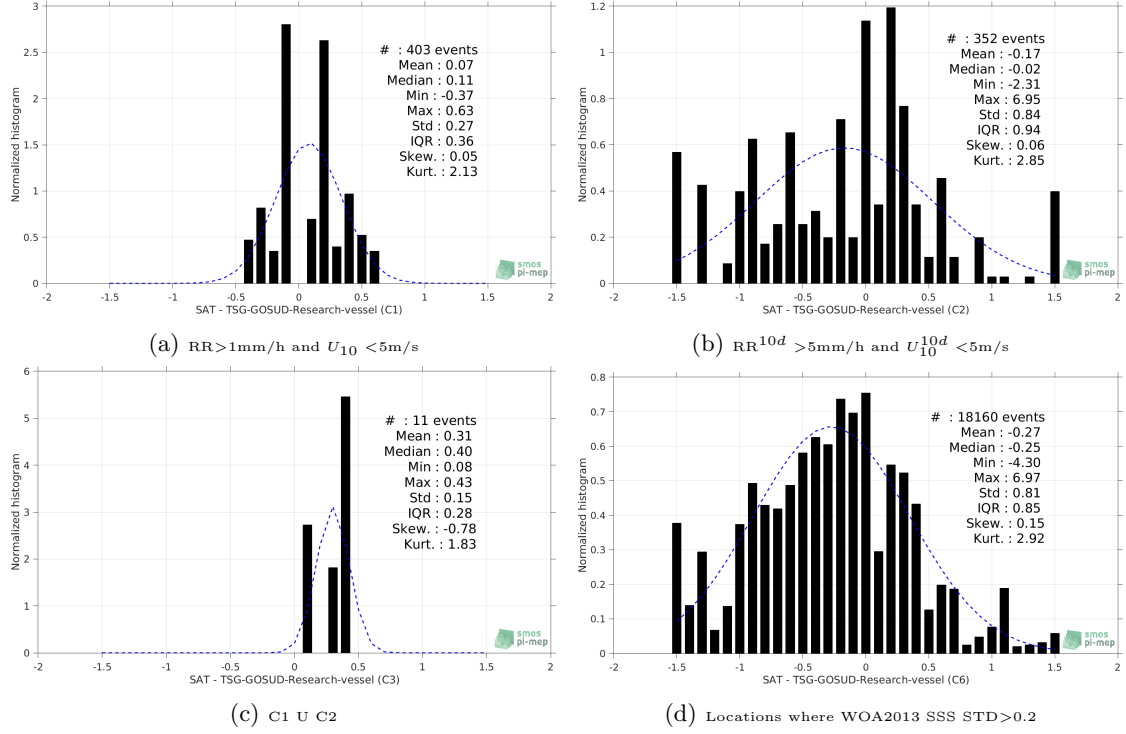 3
2.5
2
1.5
1
0.5
0
-2
-1.5
-1
-0.5
0
0.5
1
1.5
2
Normalized histogram
SAT - TSG-GOSUD-Research-vessel (C1)
# : 403 events
Mean : 0.07
Median : 0.11
Min : -0.37
Max : 0.63
Std : 0.27
IQR : 0.36
Skew. : 0.05
Kurt. : 2.13
smos
pi-mep
(a) RR>1mm/h and U10 <5m/s
1.2
1
0.8
0.6
0.4
0.2
0
-2
-1.5
-1
-0.5
0
0.5
1
1.5
2
Normalized histogram
SAT - TSG-GOSUD-Research-vessel (C2)
# : 352 events
Mean : -0.17
Median : -0.02
Min : -2.31
Max : 6.95
Std : 0.84
IQR : 0.94
Skew. : 0.06
Kurt. : 2.85
smos
pi-mep
(b) RR^10d >5mm/h and U10^10d <5m/s
6
5
4
3
2
1
0
-2
-1.5
-1
-0.5
0
0.5
1
1.5
2
Normalized histogram
SAT - TSG-GOSUD-Research-vessel (C3)
# : 11 events
Mean : 0.31
Median : 0.40
Min : 0.08
Max : 0.43
Std : 0.15
IQR : 0.28
Skew. : -0.78
Kurt. : 1.83
smos
pi-mep
(c) C1 U C2
0.8
0.7
0.6
0.5
0.4
0.3
0.2
0.1
0
-2
-1.5
-1
-0.5
0
0.5
1
1.5
2
Normalized histogram
SAT - TSG-GOSUD-Research-vessel (C6)
# : 18160 events
Mean : -0.27
Median : -0.25
Min : -4.30
Max : 6.97
Std : 0.81
IQR : 0.85
Skew. : 0.15
Kurt. : 2.92
smos
pi-mep
(d) Locations where WOA2013 SSS STD>0.2